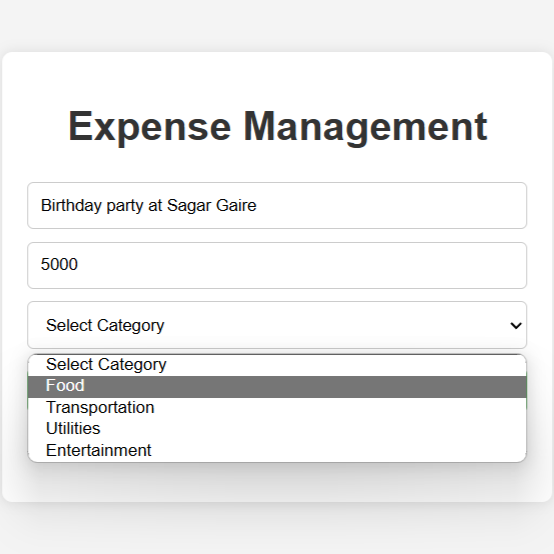 Expense Management
Birthday party at Sagar Gaire
5000
Select Category
Select Category
Food
Transportation
Utilities
Entertainment